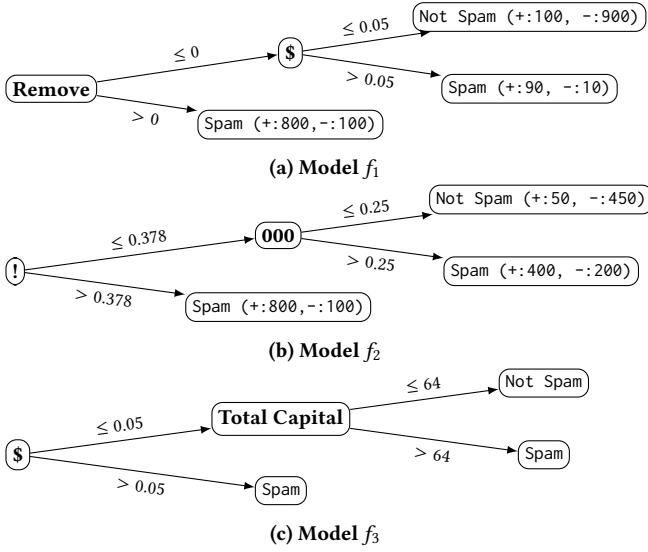 ≤ 0.05
Not Spam (+:100, -:900)
≤ 0
$
> 0.05
Spam (+:90, -:10)
Remove
> 0
Spam (+:800,-:100)
(a) Model f₁
≤ 0.25
Not Spam (+:50, -:450)
≤ 0.378
000
> 0.25
Spam (+:400, -:200)
!
> 0.378
Spam (+:800,-:100)
(b) Model f₂
≤ 64
Not Spam
≤ 0.05
Total Capital
> 64
Spam
$
> 0.05
Spam
(c) Model f₃